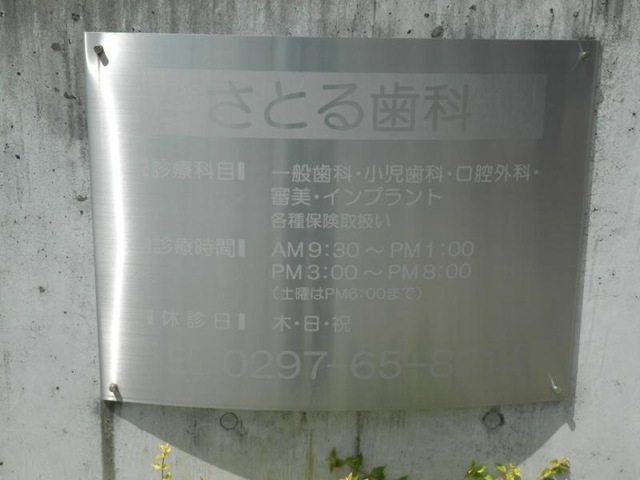 さとる歯科
【診療科目】 一般歯科・小児歯科・口腔外科・
審美・インプラント
各種保険取扱い
【診療時間】 AM9:30～PM1:00
PM3:00～PM8:00
(土曜はPM6:00まで)
【休診日】 木・日・祝
0297-65-8